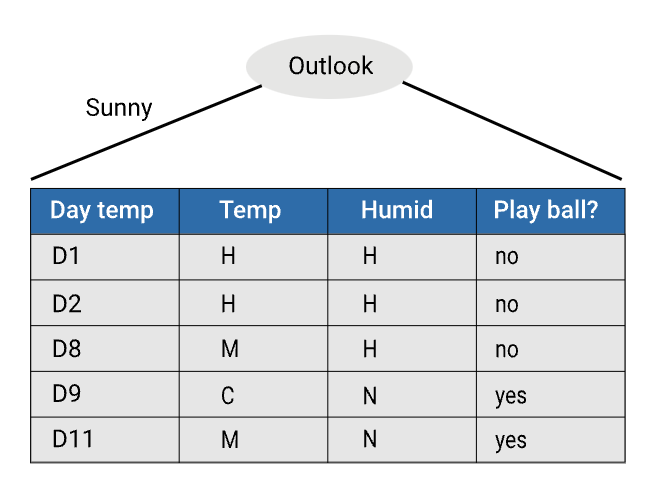 Outlook
Sunny
Day temp Temp Humid Play ball?
D1 H H no
D2 H H no
D8 M H no
D9 C N yes
D11 M N yes